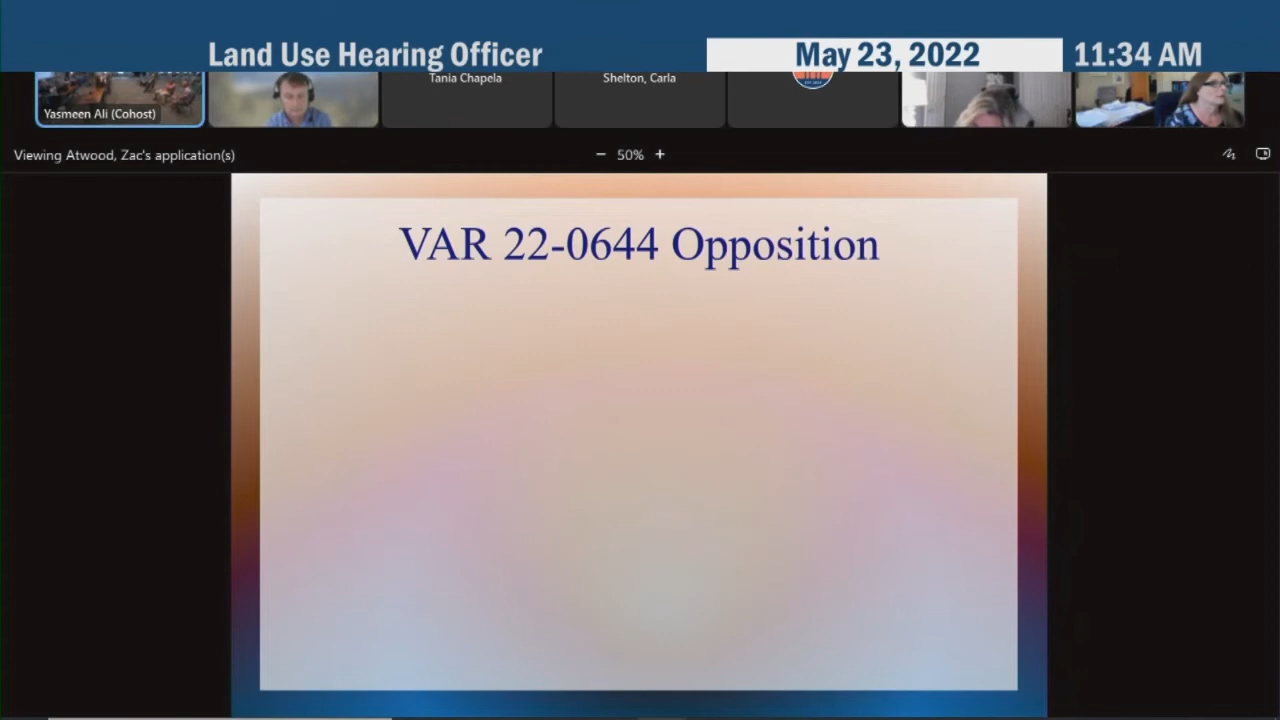 Land Use Hearing Officer
May 23, 2022
11:34 AM
Tania Chapela
Shelton, Carla
Yasmeen Ali (Cohost)
Viewing Atwood, Zac's application(s)
− 50% +
VAR 22-0644 Opposition